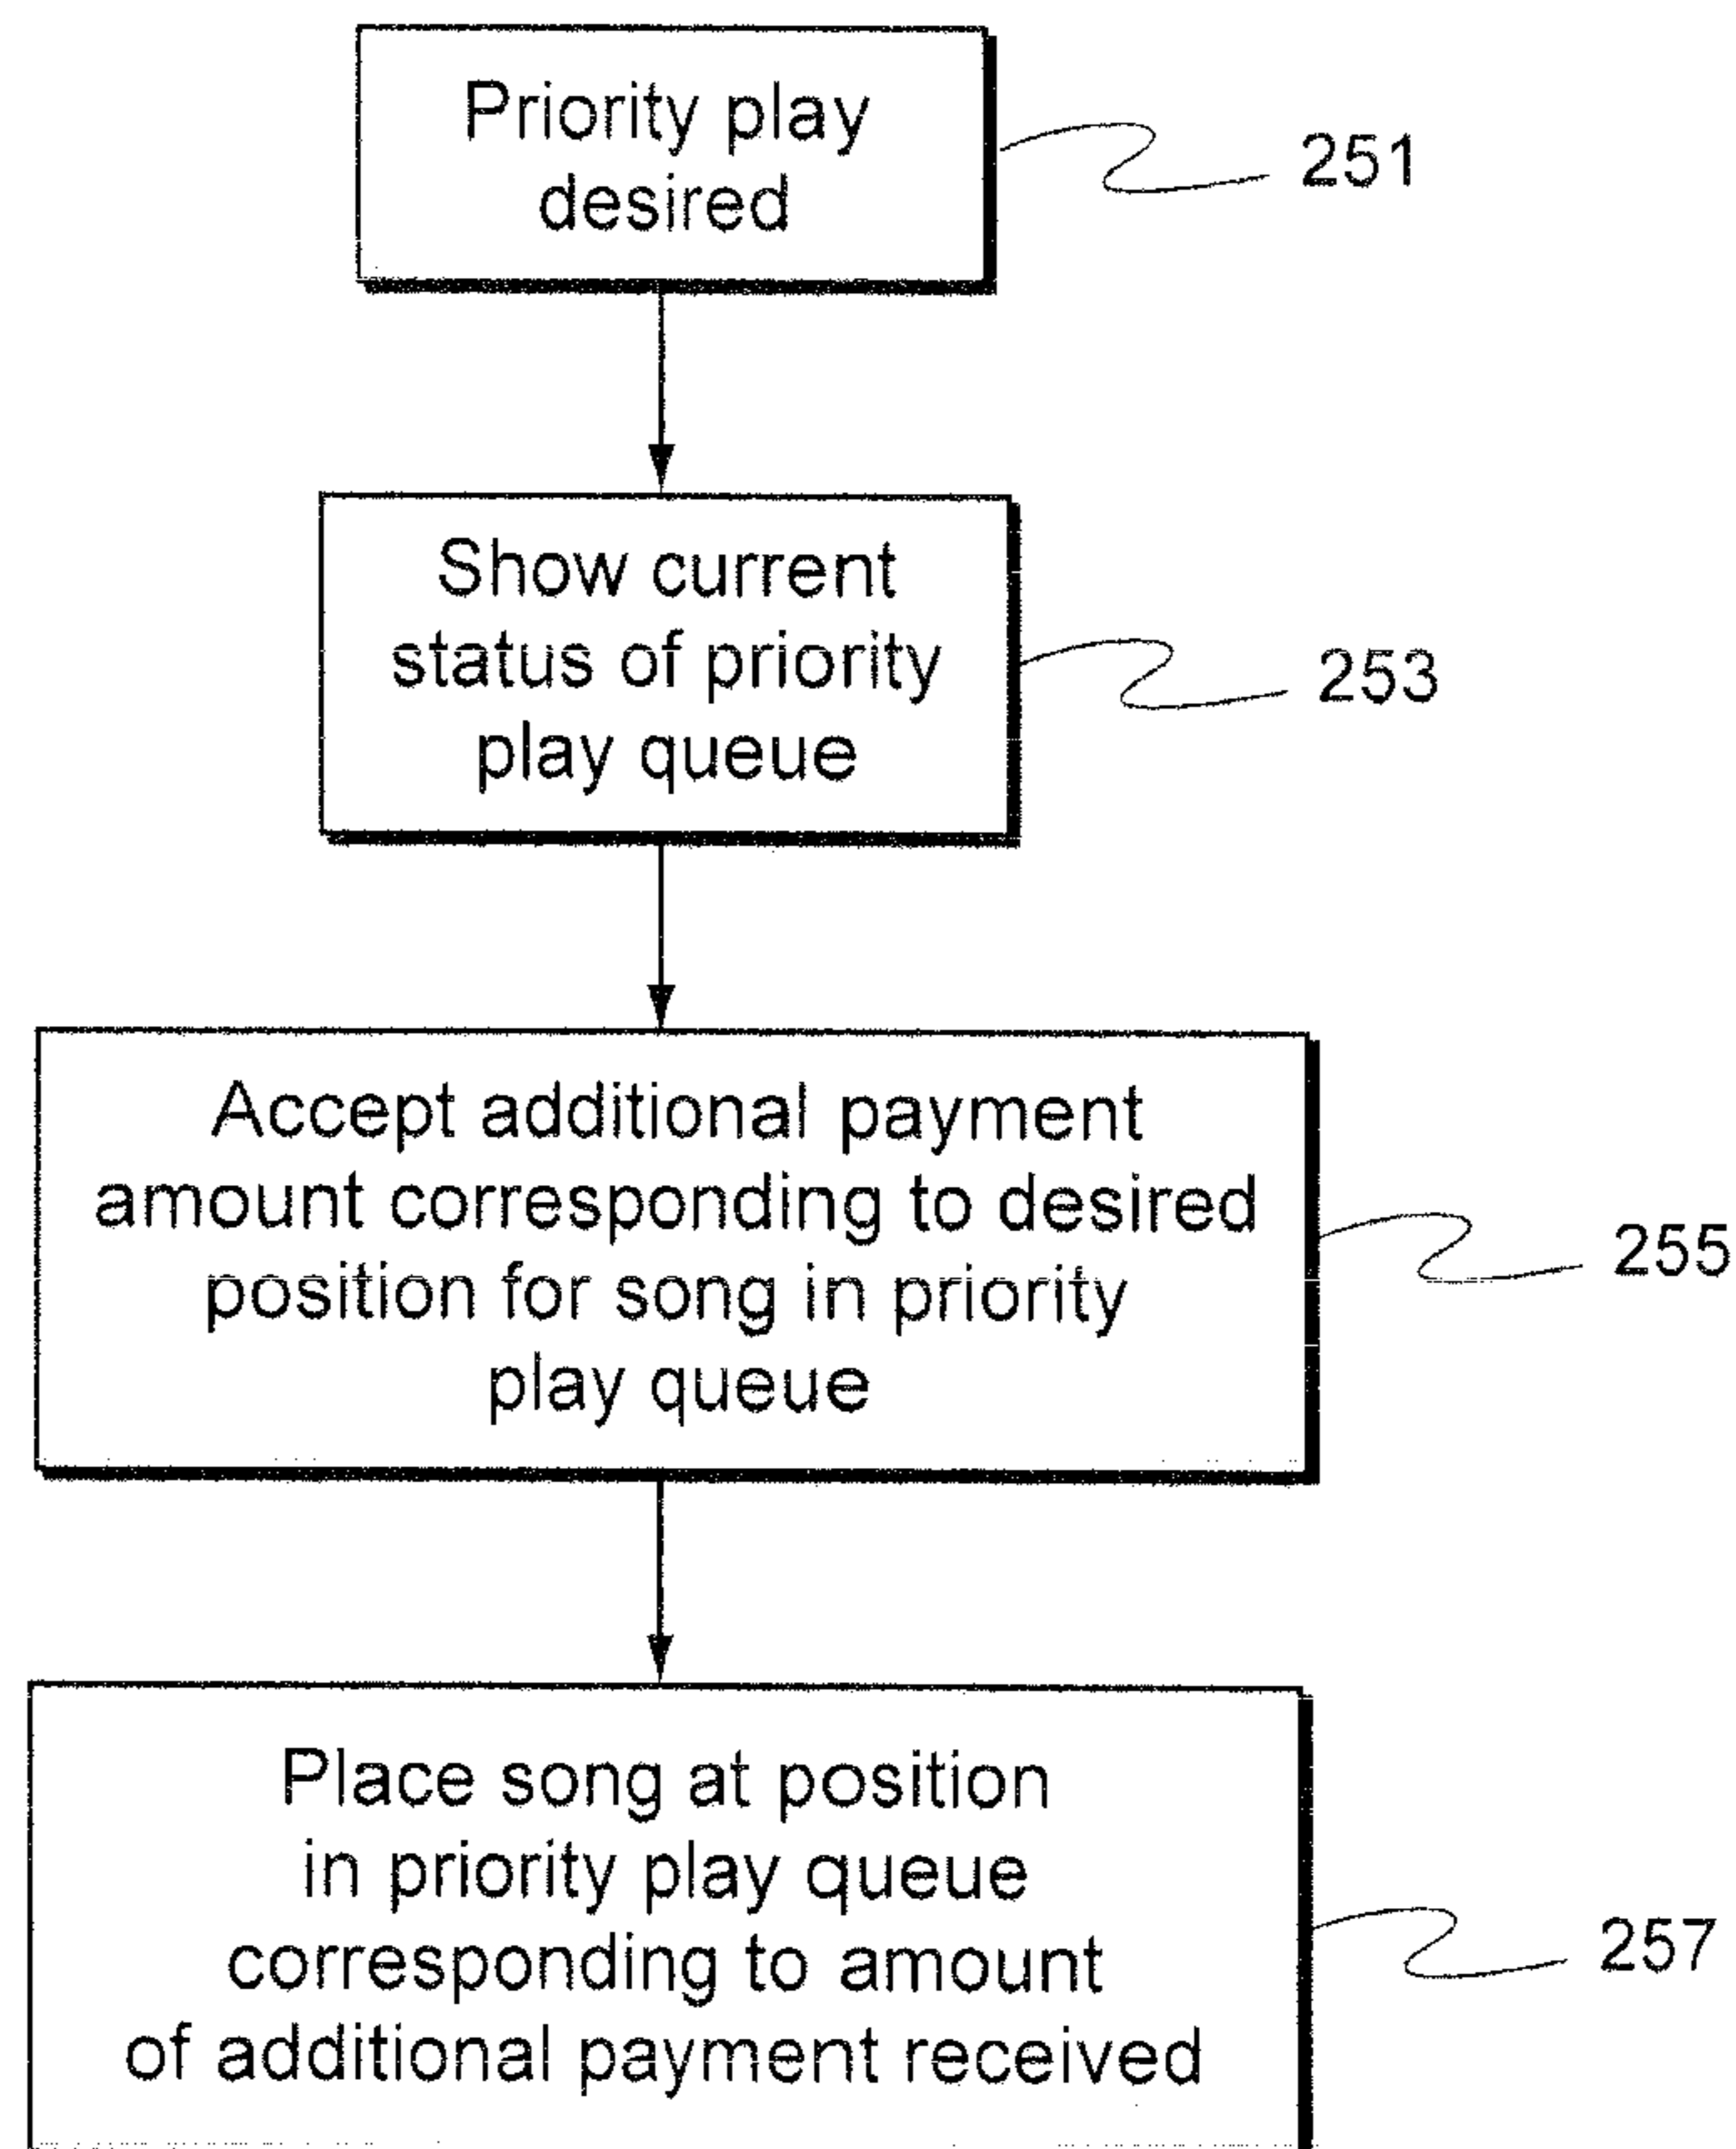 Priority play
desired
251
Show current
status of priority
play queue
253
Accept additional payment
amount corresponding to desired
position for song in priority
play queue
255
Place song at position
in priority play queue
corresponding to amount
of additional payment received
257